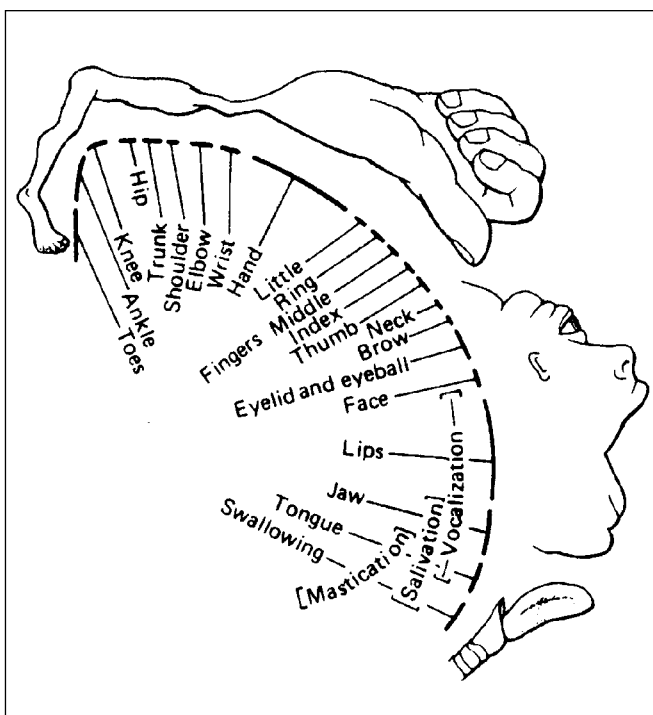 Toes
Ankle
Knee
Hip
Trunk
Shoulder
Elbow
Wrist
Hand
Little
Ring
Fingers Middle
Index
Thumb
Neck
Brow
Eyelid and eyeball
Face
Lips
Jaw
Tongue
Swallowing
[Mastication]
[Salivation]
[Vocalization]